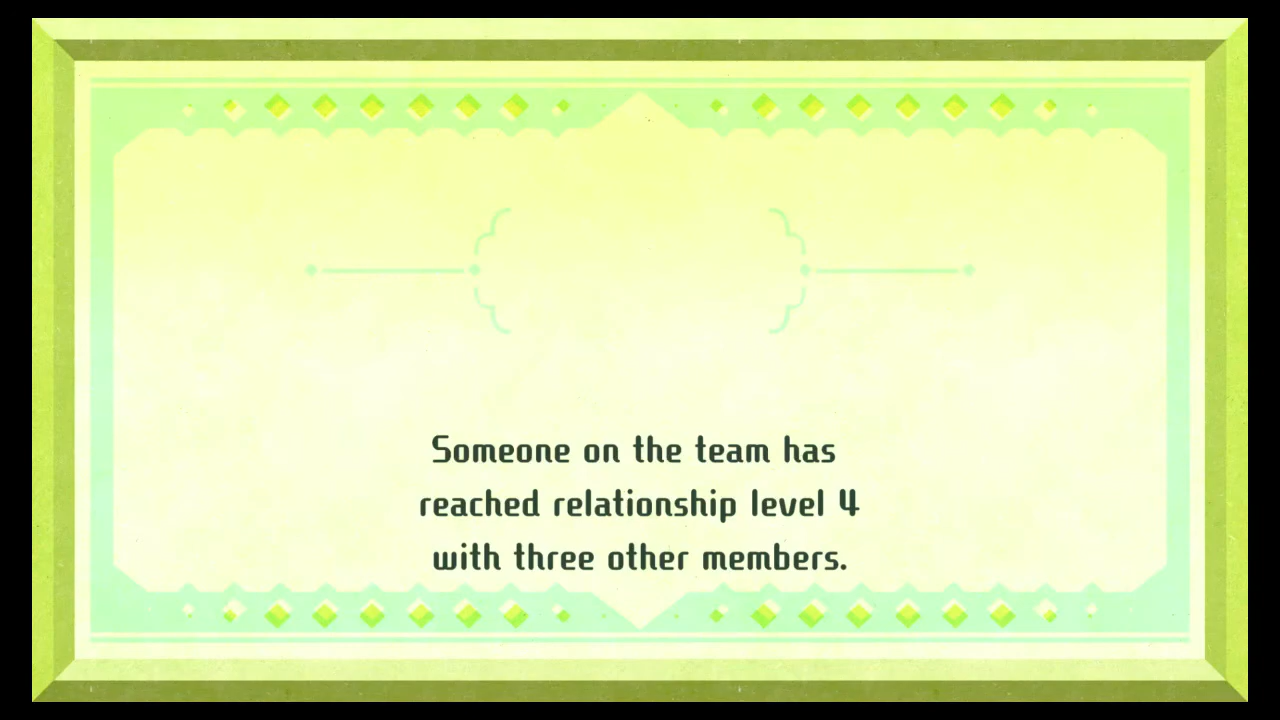 Someone on the team has
reached relationship level 4
with three other members.